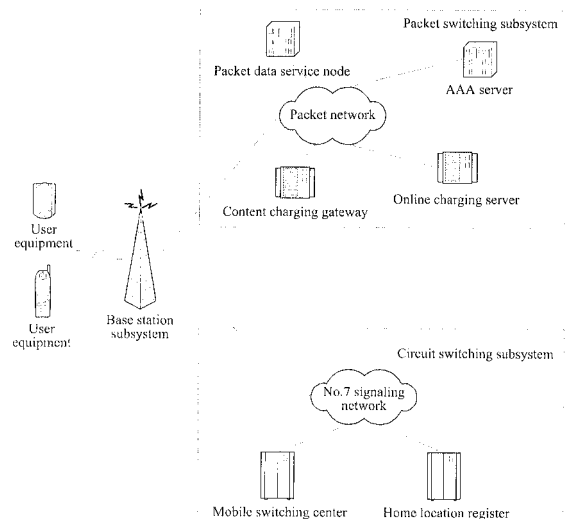 Packet switching subsystem
Packet data service node
AAA server
Packet network
Content charging gateway
Online charging server
User
equipment
User
equipment
Base station
subsystem
Circuit switching subsystem
No.7 signaling
network
Mobile switching center
Home location register